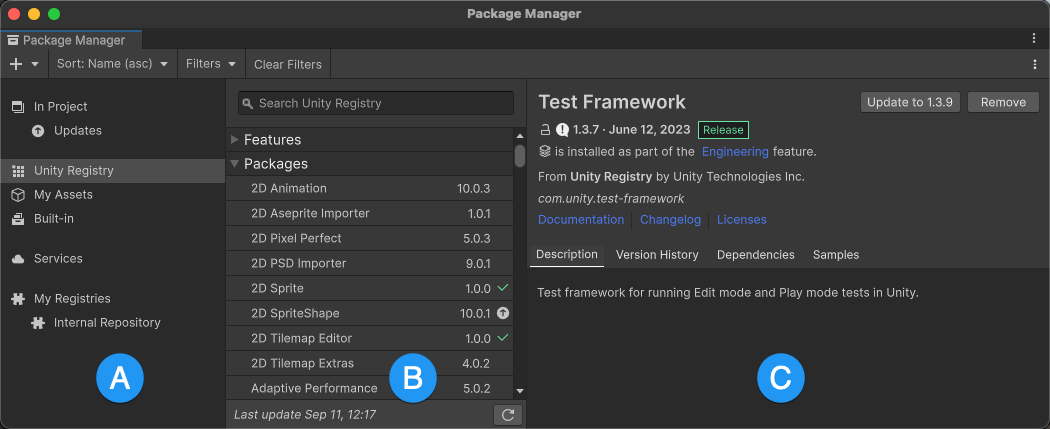 Package Manager
Package Manager
Sort: Name (asc)
Filters
Clear Filters
In Project
Updates
Unity Registry
My Assets
Built-in
Services
My Registries
Internal Repository
A
Search Unity Registry
Features
Packages
2D Animation 10.0.3
2D Aseprite Importer 1.0.1
2D Pixel Perfect 5.0.3
2D PSD Importer 9.0.1
2D Sprite 1.0.0
2D SpriteShape 10.0.1
2D Tilemap Editor 1.0.0
2D Tilemap Extras 4.0.2
Adaptive Performance 5.0.2
B
Last update Sep 11, 12:17
Test Framework
Update to 1.3.9
Remove
1.3.7 · June 12, 2023 Release
is installed as part of the Engineering feature.
From Unity Registry by Unity Technologies Inc.
com.unity.test-framework
Documentation Changelog Licenses
Description Version History Dependencies Samples
Test framework for running Edit mode and Play mode tests in Unity.
C